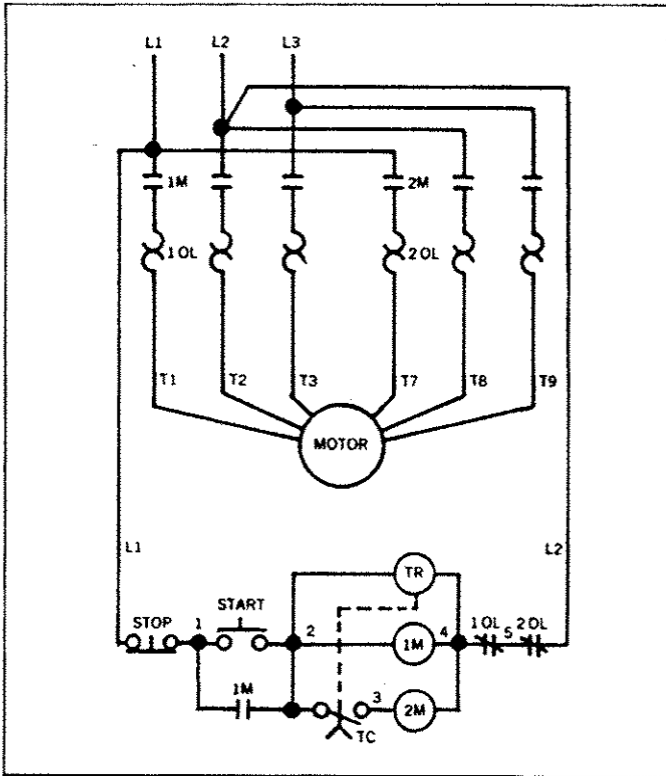 L1 L2 L3
1M 2M
1 OL 2 OL
T1 T2 T3 T7 T8 T9
MOTOR
L1 L2
TR
STOP 1 START 2 1M 4 1 OL 5 2 OL
1M 3 2M
TC